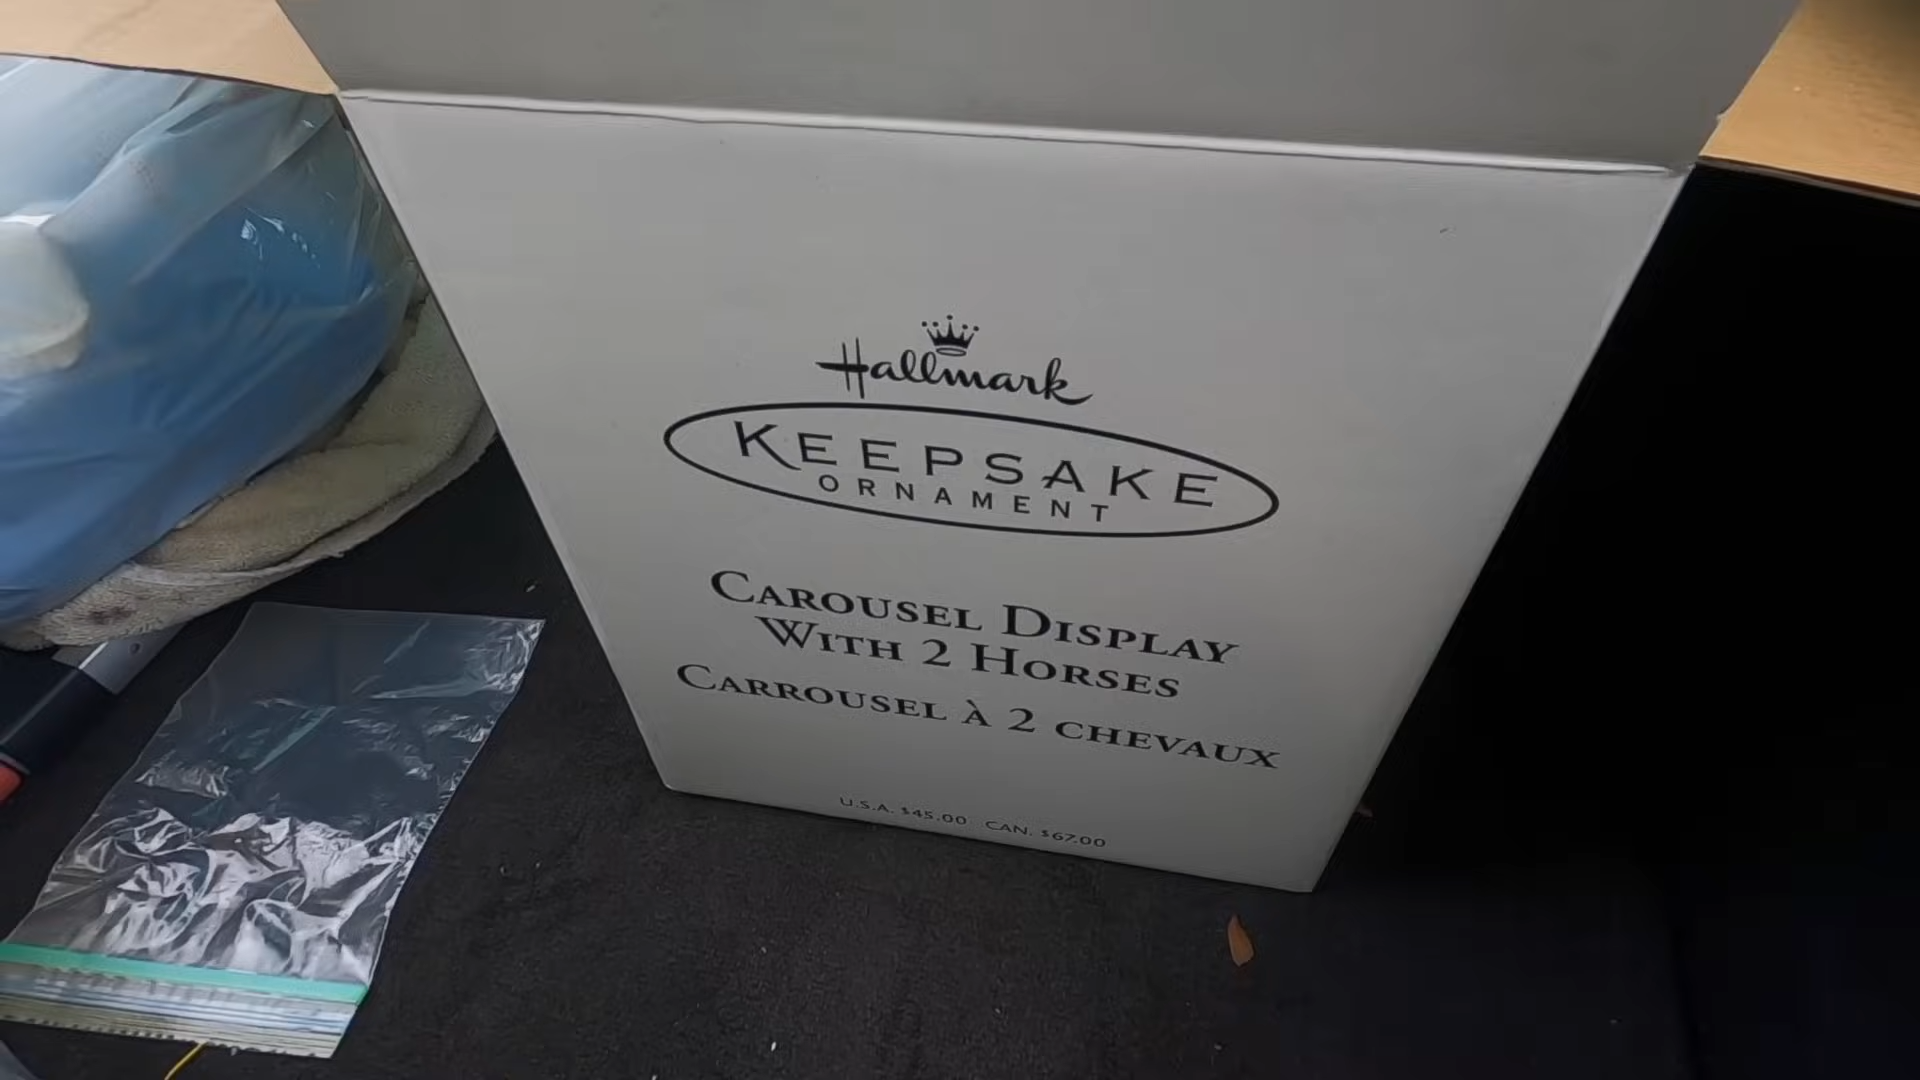 Hallmark
KEEPSAKE
ORNAMENT
CAROUSEL DISPLAY
WITH 2 HORSES
CARROUSEL À 2 CHEVAUX
U.S.A. $45.00 CAN. $67.00